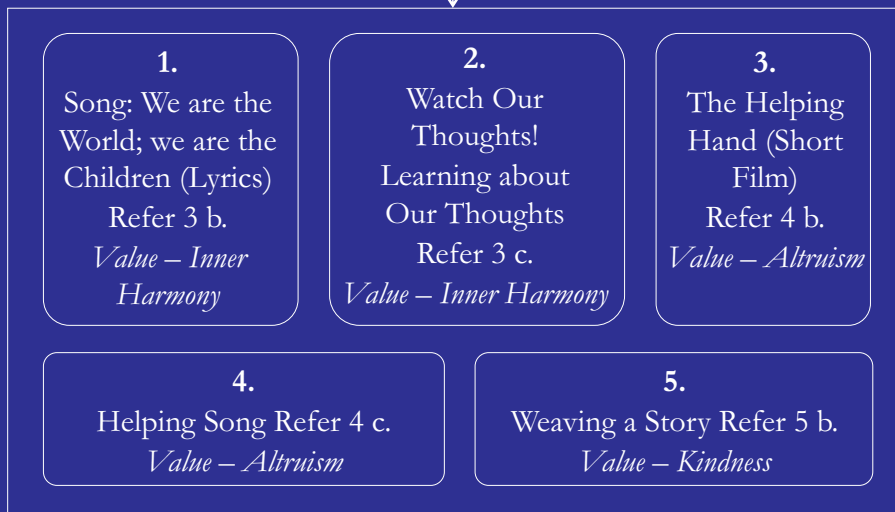 1.
Song: We are the
World; we are the
Children (Lyrics)
Refer 3 b.
Value – Inner
Harmony
2.
Watch Our
Thoughts!
Learning about
Our Thoughts
Refer 3 c.
Value – Inner Harmony
3.
The Helping
Hand (Short
Film)
Refer 4 b.
Value – Altruism
4.
Helping Song Refer 4 c.
Value – Altruism
5.
Weaving a Story Refer 5 b.
Value – Kindness